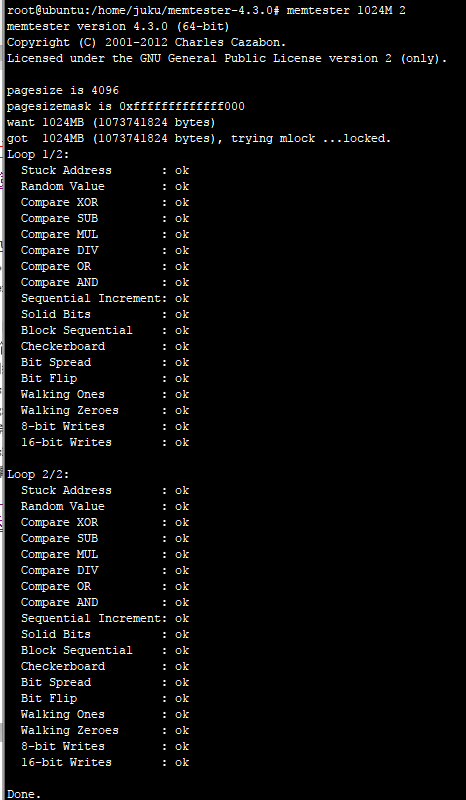 root@ubuntu:/home/juku/memtester-4.3.0# memtester 1024M 2
memtester version 4.3.0 (64-bit)
Copyright (C) 2001-2012 Charles Cazabon.
Licensed under the GNU General Public License version 2 (only).

pagesize is 4096
pagesizemask is 0xfffffffffffff000
want 1024MB (1073741824 bytes)
got  1024MB (1073741824 bytes), trying mlock ...locked.
Loop 1/2:
  Stuck Address       : ok
  Random Value        : ok
  Compare XOR         : ok
  Compare SUB         : ok
  Compare MUL         : ok
  Compare DIV         : ok
  Compare OR          : ok
  Compare AND         : ok
  Sequential Increment: ok
  Solid Bits          : ok
  Block Sequential    : ok
  Checkerboard        : ok
  Bit Spread          : ok
  Bit Flip            : ok
  Walking Ones        : ok
  Walking Zeroes      : ok
  8-bit Writes        : ok
  16-bit Writes       : ok

Loop 2/2:
  Stuck Address       : ok
  Random Value        : ok
  Compare XOR         : ok
  Compare SUB         : ok
  Compare MUL         : ok
  Compare DIV         : ok
  Compare OR          : ok
  Compare AND         : ok
  Sequential Increment: ok
  Solid Bits          : ok
  Block Sequential    : ok
  Checkerboard        : ok
  Bit Spread          : ok
  Bit Flip            : ok
  Walking Ones        : ok
  Walking Zeroes      : ok
  8-bit Writes        : ok
  16-bit Writes       : ok

Done.